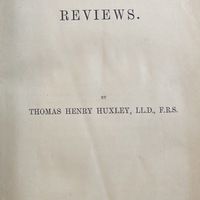 REVIEWS.
BY
THOMAS HENRY HUXLEY, LL.D., F.R.S.